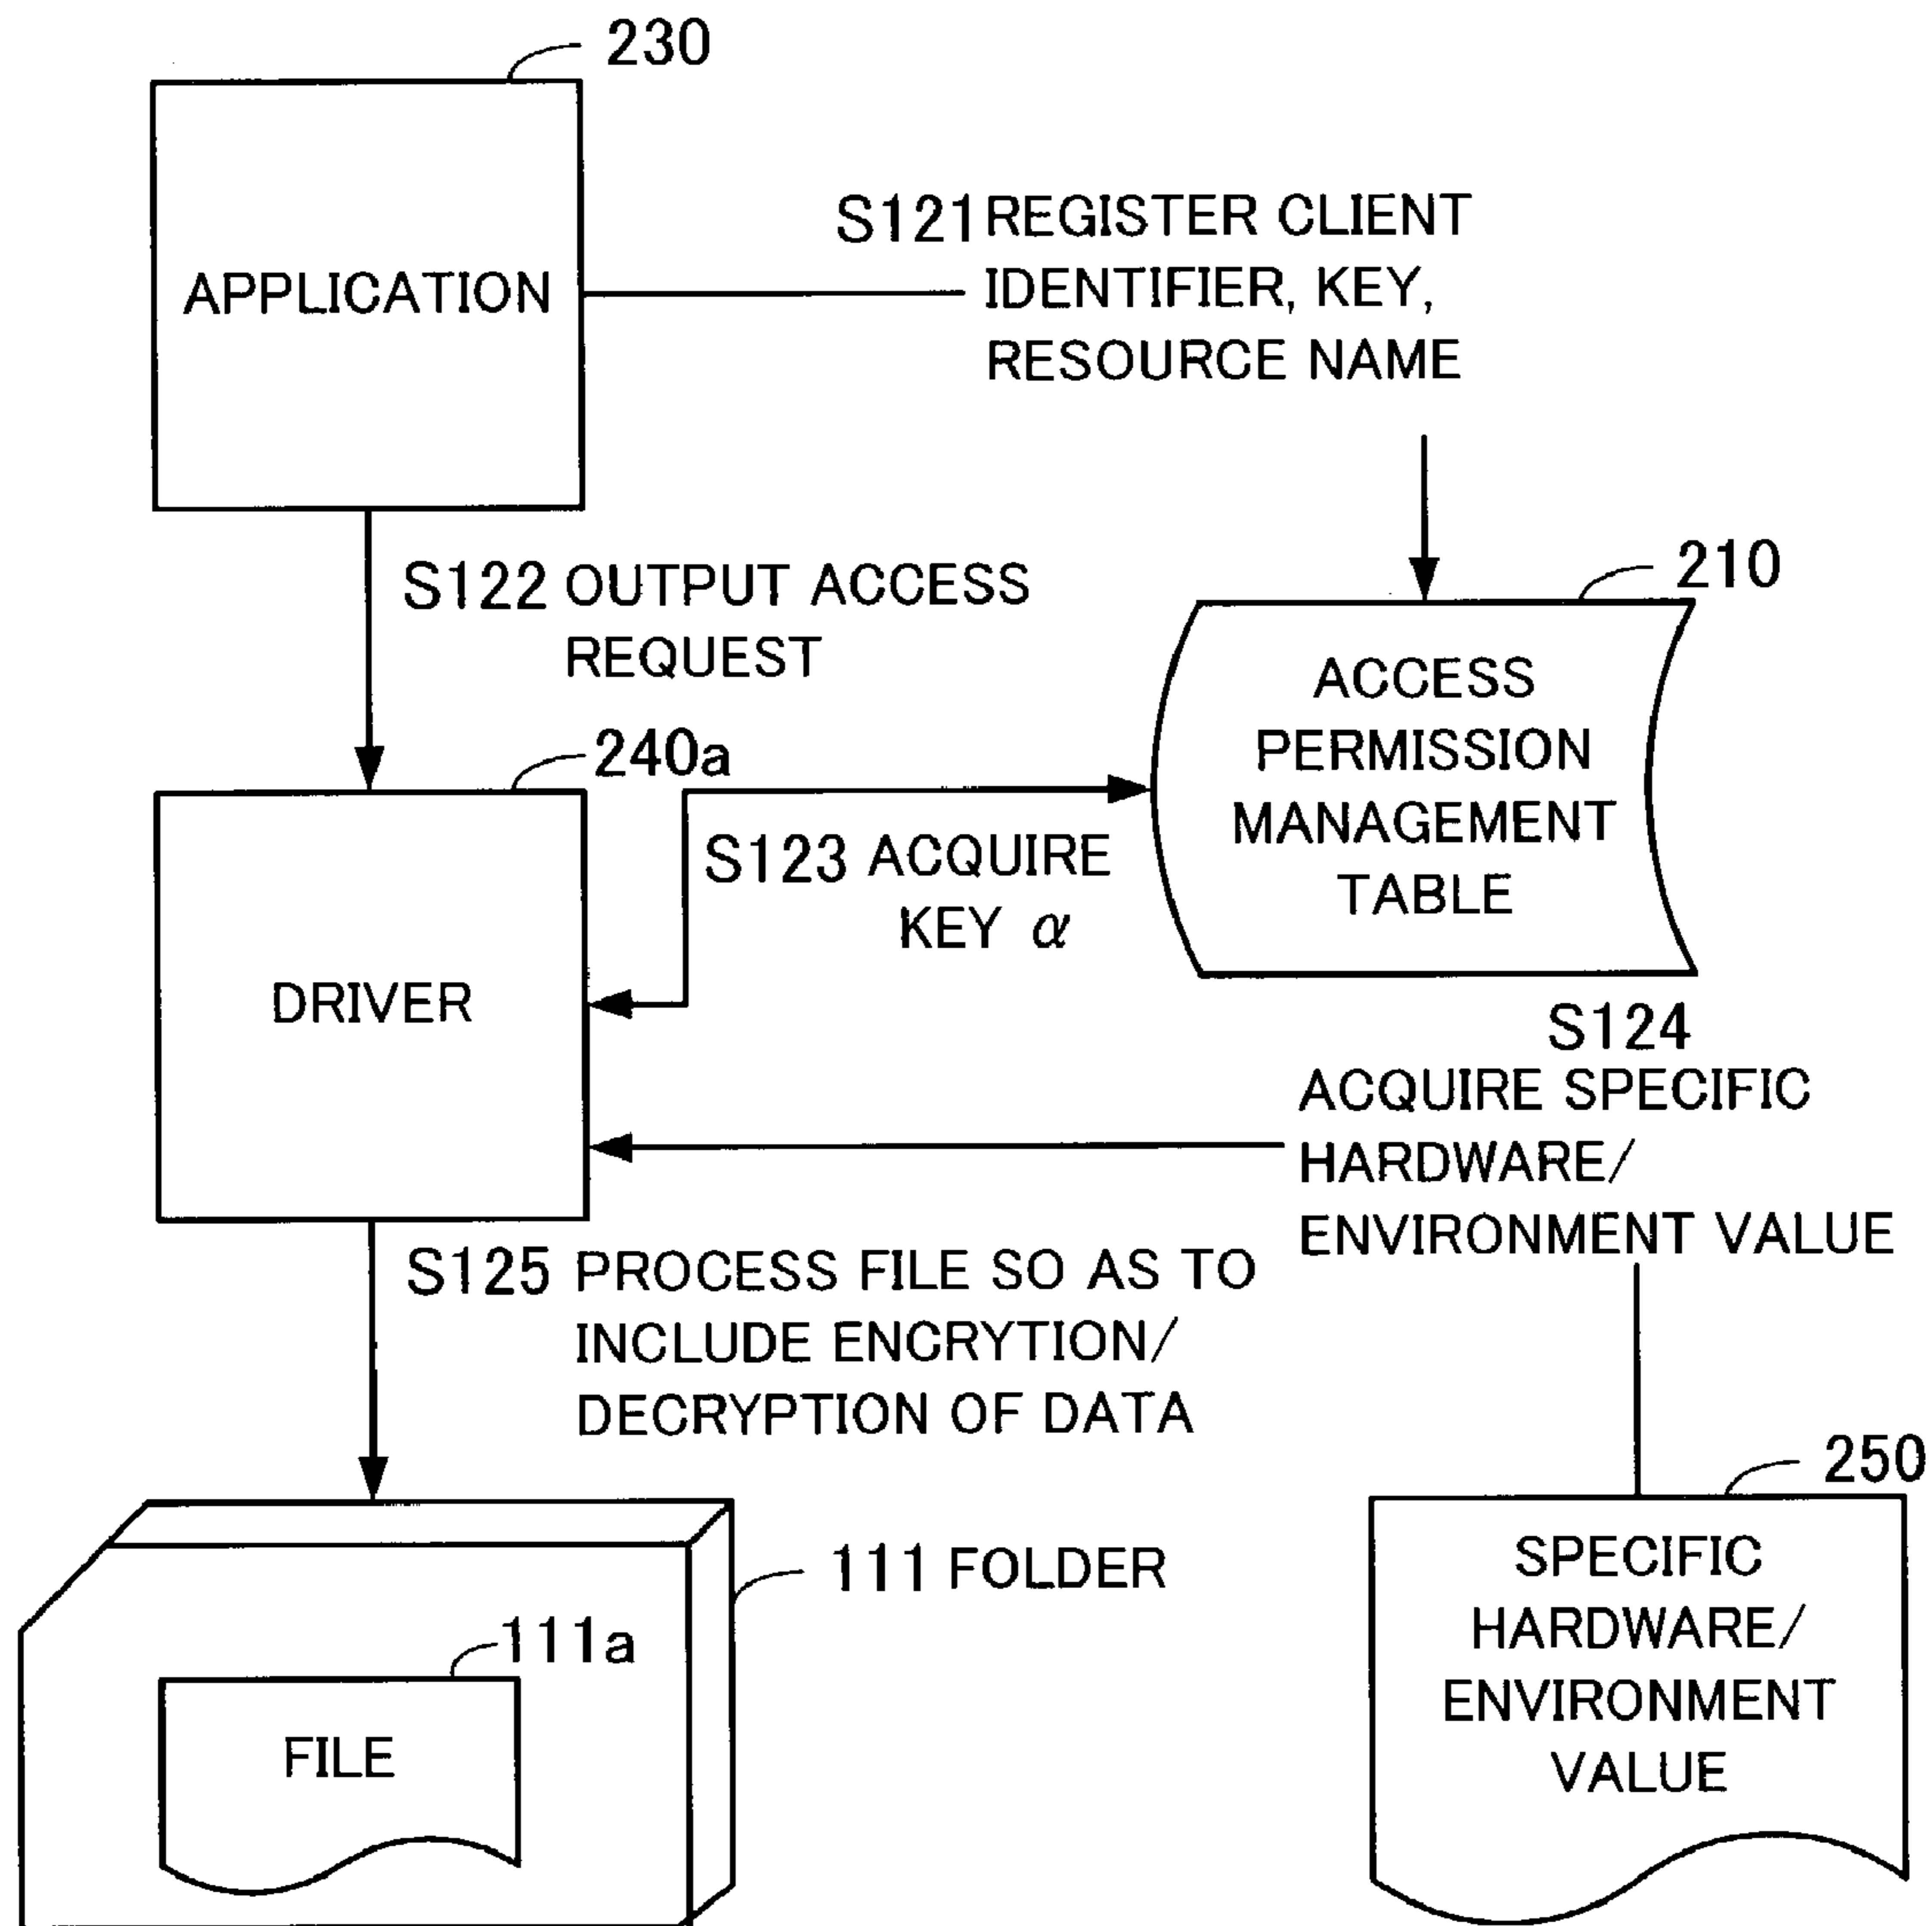 230
APPLICATION
S121 REGISTER CLIENT
IDENTIFIER, KEY,
RESOURCE NAME
S122 OUTPUT ACCESS
REQUEST
210
ACCESS
PERMISSION
MANAGEMENT
TABLE
240a
DRIVER
S123 ACQUIRE
KEY α
S124
ACQUIRE SPECIFIC
HARDWARE/
ENVIRONMENT VALUE
S125 PROCESS FILE SO AS TO
INCLUDE ENCRYTION/
DECRYPTION OF DATA
250
SPECIFIC
HARDWARE/
ENVIRONMENT
VALUE
111 FOLDER
111a
FILE